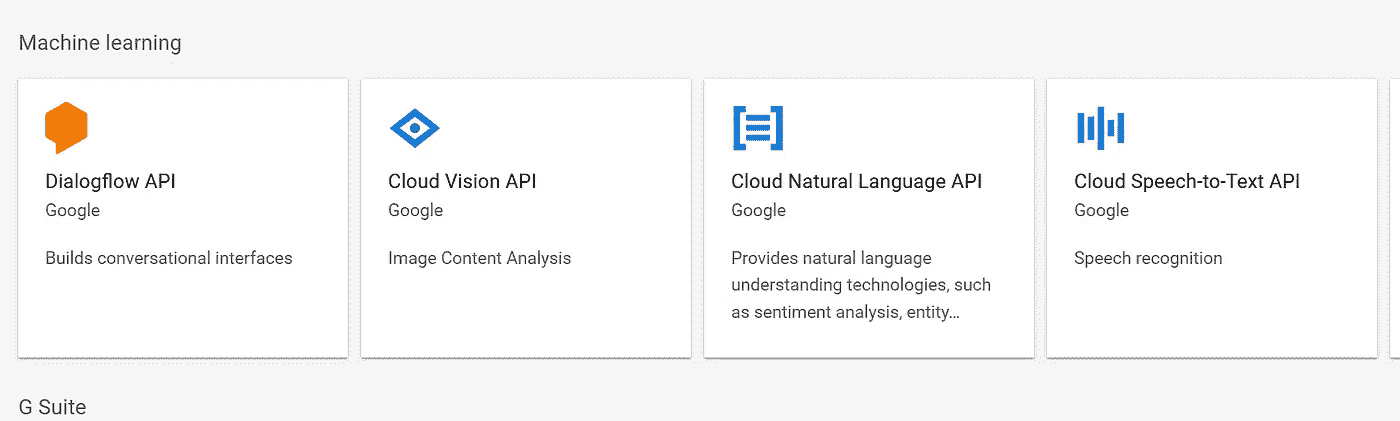 Machine learning
Dialogflow API
Google
Builds conversational interfaces
Cloud Vision API
Google
Image Content Analysis
Cloud Natural Language API
Google
Provides natural language
understanding technologies, such
as sentiment analysis, entity…
Cloud Speech-to-Text API
Google
Speech recognition
G Suite